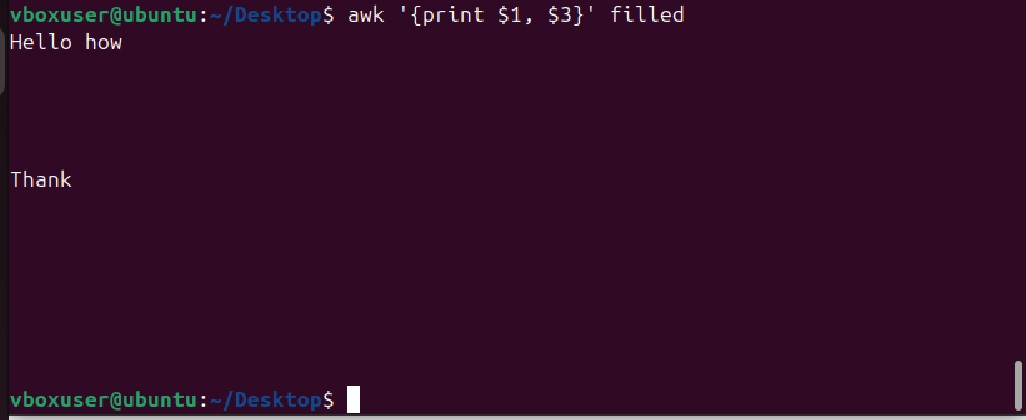 vboxuser@ubuntu:~/Desktop$ awk '{print $1, $3}' filled
Hello how
Thank
vboxuser@ubuntu:~/Desktop$